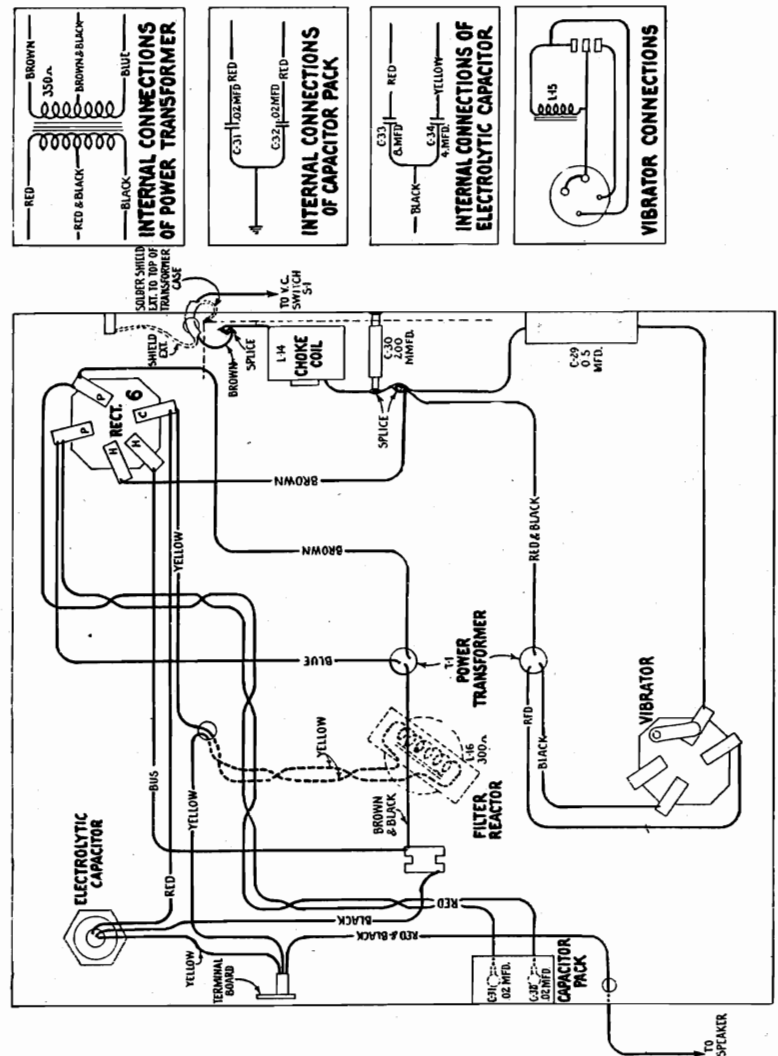 BROWN
350Ω
BROWN & BLACK
BLUE
RED
RED & BLACK
BLACK
INTERNAL CONNECTIONS
OF POWER TRANSFORMER
C-31
.02 MFD
RED
C-32
.02 MFD
RED
INTERNAL CONNECTIONS
OF CAPACITOR PACK
C-33
8.MFD
RED
BLACK
C-34
4.MFD
YELLOW
INTERNAL CONNECTIONS OF
ELECTROLYTIC CAPACITOR
L-15
VIBRATOR CONNECTIONS
SOLDER SHIELD
EXT. TO TOP OF
TRANSFORMER
CASE
TO V.C.
SWITCH
S-1
SHIELD
EXT.
BROWN
SPLICE
L-14
CHOKE
COIL
C-30
200
MMFD.
C-29
0.5
MFD.
SPLICE
P
P
RECT. 6
C
H
H
BROWN
BROWN
YELLOW
RED & BLACK
BLUE
T-1
POWER
TRANSFORMER
VIBRATOR
RED
BLACK
YELLOW
L-16
300Ω
FILTER
REACTOR
BROWN
& BLACK
BUS
YELLOW
ELECTROLYTIC
CAPACITOR
RED
BLACK
RED
RED & BLACK
YELLOW
TERMINAL
BOARD
C-31
.02 MFD.
.02 MFD.
CAPACITOR
PACK
TO
SPEAKER